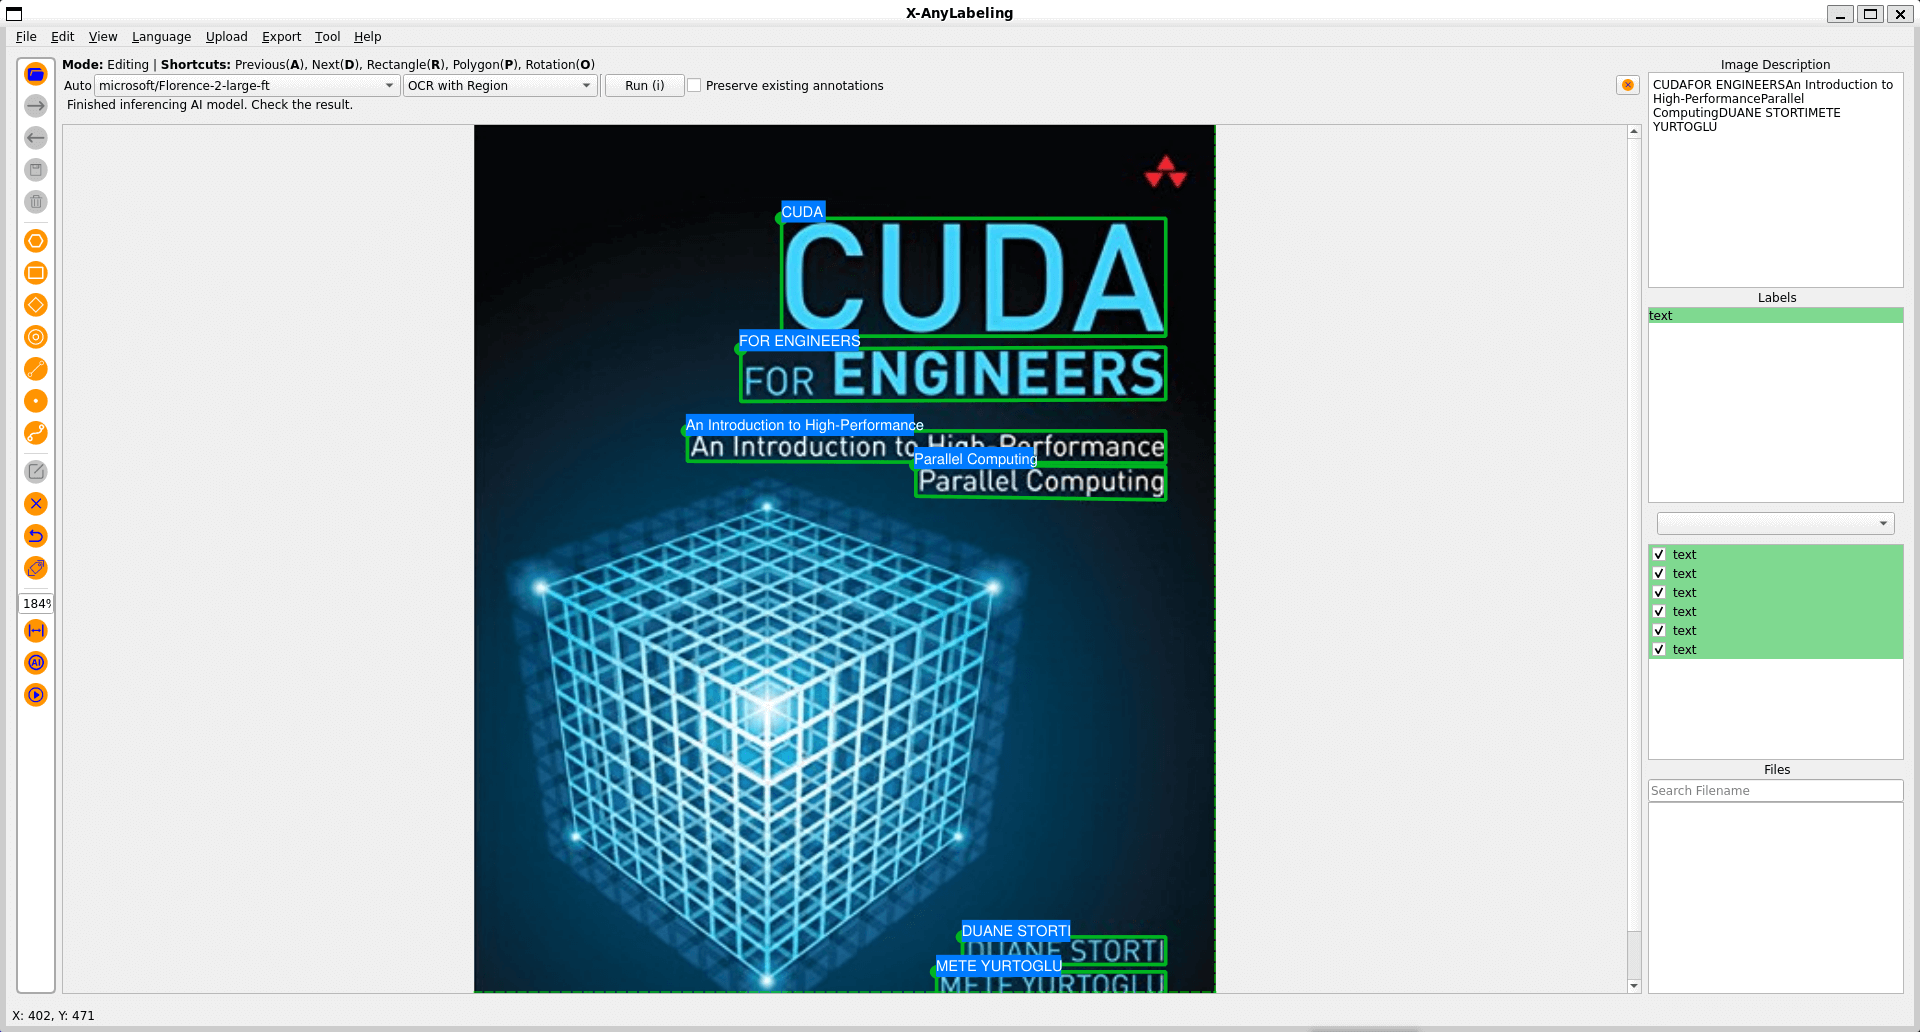 X-AnyLabeling
File Edit View Language Upload Export Tool Help
Mode: Editing | Shortcuts: Previous(A), Next(D), Rectangle(R), Polygon(P), Rotation(O)
Auto microsoft/Florence-2-large-ft OCR with Region Run (i) Preserve existing annotations
Finished inferencing AI model. Check the result.
184%
AI
CUDA
CUDA
FOR ENGINEERS
FOR ENGINEERS
An Introduction to High-Performance
An Introduction to High-Performance
Parallel Computing
Parallel Computing
DUANE STORTI
DUANE STORTI
METE YURTOGLU
METE YURTOGLU
Image Description
CUDAFOR ENGINEERSAn Introduction to
High-PerformanceParallel
ComputingDUANE STORTIMETE
YURTOGLU
Labels
text
text
text
text
text
text
text
Files
Search Filename
X: 402, Y: 471